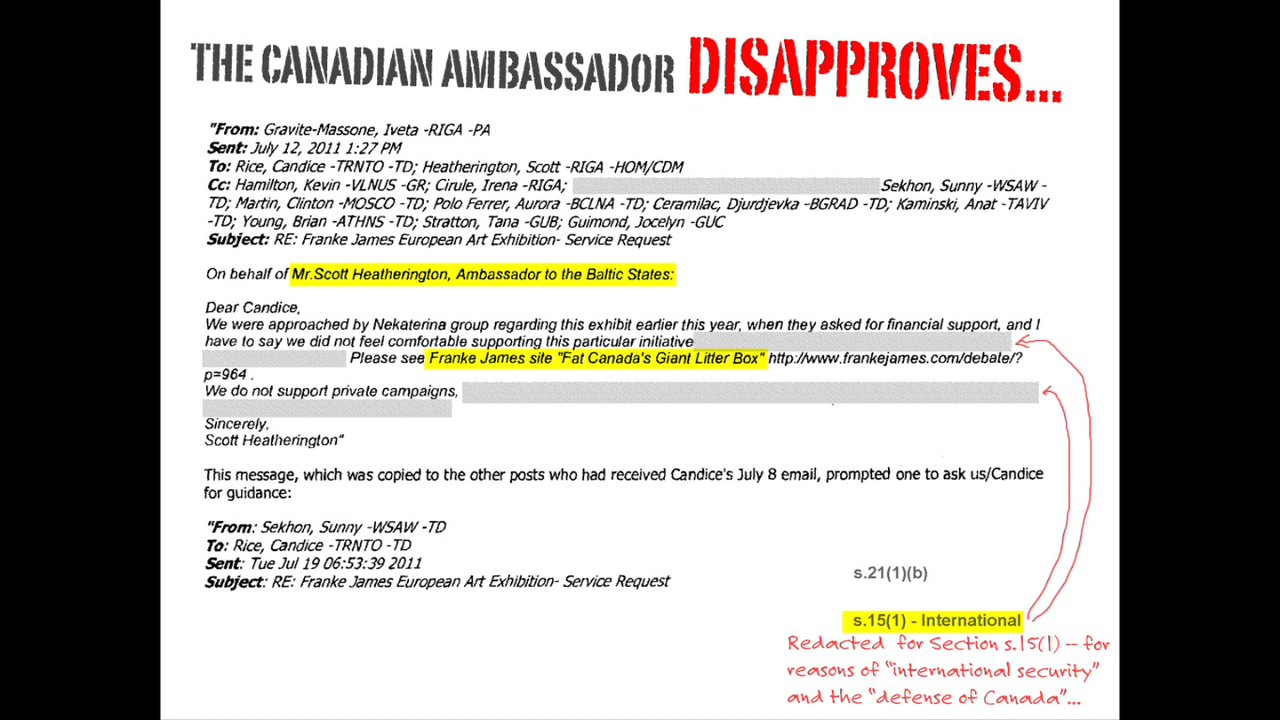 THE CANADIAN AMBASSADOR DISAPPROVES...
"From: Gravite-Massone, Iveta -RIGA -PA
Sent: July 12, 2011 1:27 PM
To: Rice, Candice -TRNTO -TD; Heatherington, Scott -RIGA -HOM/CDM
Cc: Hamilton, Kevin -VLNUS -GR; Cirule, Irena -RIGA; Sekhon, Sunny -WSAW -
TD; Martin, Clinton -MOSCO -TD; Polo Ferrer, Aurora -BCLNA -TD; Ceramilac, Djurdjevka -BGRAD -TD; Kaminski, Anat -TAVIV
-TD; Young, Brian -ATHNS -TD; Stratton, Tana -GUB; Guimond, Jocelyn -GUC
Subject: RE: Franke James European Art Exhibition- Service Request
On behalf of Mr.Scott Heatherington, Ambassador to the Baltic States:
Dear Candice,
We were approached by Nekaterina group regarding this exhibit earlier this year, when they asked for financial support, and I
have to say we did not feel comfortable supporting this particular initiative
Please see Franke James site "Fat Canada's Giant Litter Box" http://www.frankejames.com/debate/?
p=964 .
We do not support private campaigns,
Sincerely,
Scott Heatherington"
This message, which was copied to the other posts who had received Candice's July 8 email, prompted one to ask us/Candice
for guidance:
"From: Sekhon, Sunny -WSAW -TD
To: Rice, Candice -TRNTO -TD
Sent: Tue Jul 19 06:53:39 2011
Subject: RE: Franke James European Art Exhibition- Service Request
s.21(1)(b)
s.15(1) - International
Redacted for Section s.15(1) -- for
reasons of "international security"
and the "defense of Canada"...